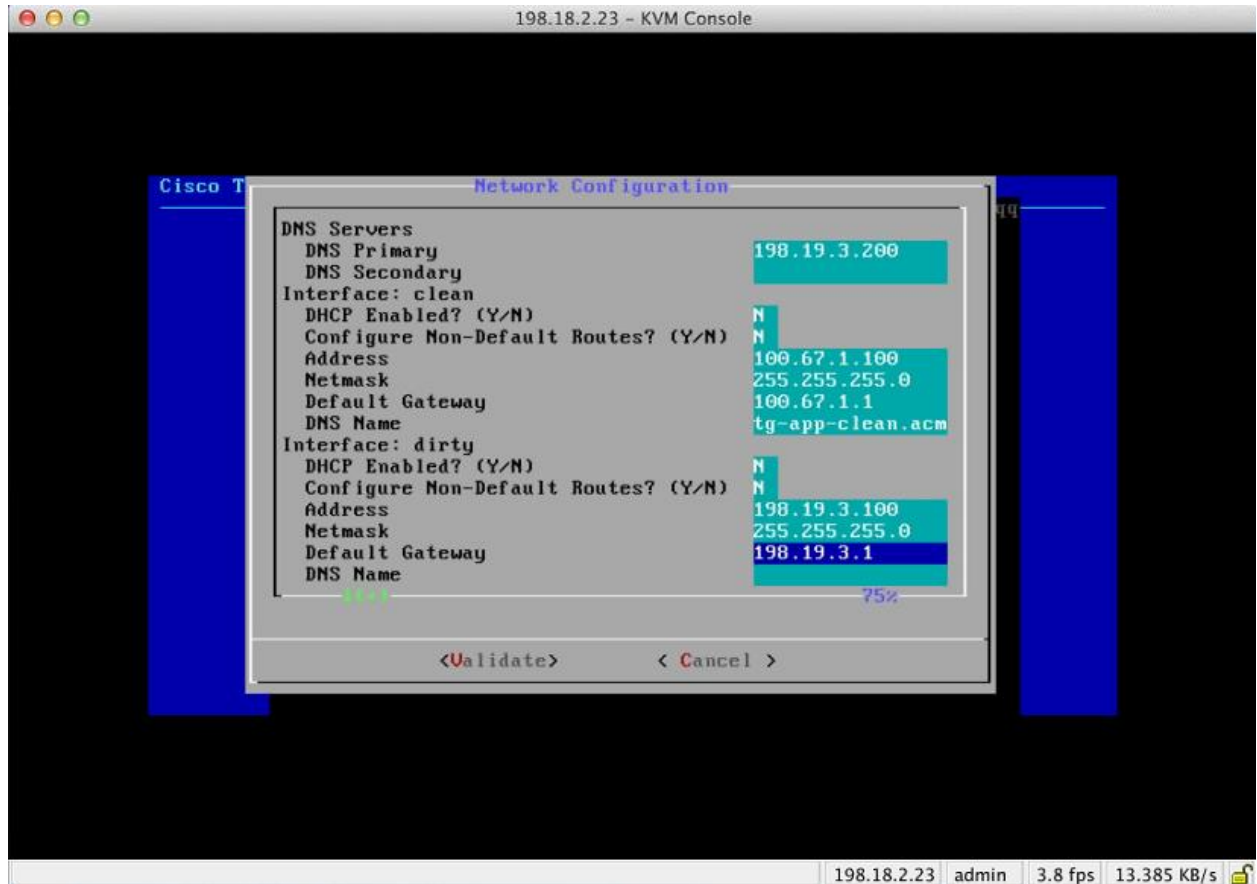 198.18.2.23 – KVM Console
Cisco T
Network Configuration
qq
DNS Servers
DNS Primary 198.19.3.200
DNS Secondary
Interface: clean
DHCP Enabled? (Y/N) N
Configure Non-Default Routes? (Y/N) N
Address 100.67.1.100
Netmask 255.255.255.0
Default Gateway 100.67.1.1
DNS Name tg-app-clean.acm
Interface: dirty
DHCP Enabled? (Y/N) N
Configure Non-Default Routes? (Y/N) N
Address 198.19.3.100
Netmask 255.255.255.0
Default Gateway 198.19.3.1
DNS Name
75%
<Validate> < Cancel >
198.18.2.23 admin 3.8 fps 13.385 KB/s